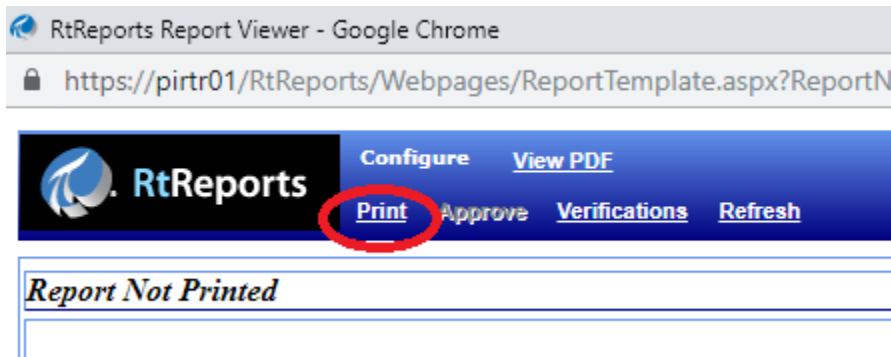 RtReports Report Viewer - Google Chrome
https://pirtr01/RtReports/Webpages/ReportTemplate.aspx?ReportN
RtReports
Configure View PDF
Print Approve Verifications Refresh
Report Not Printed